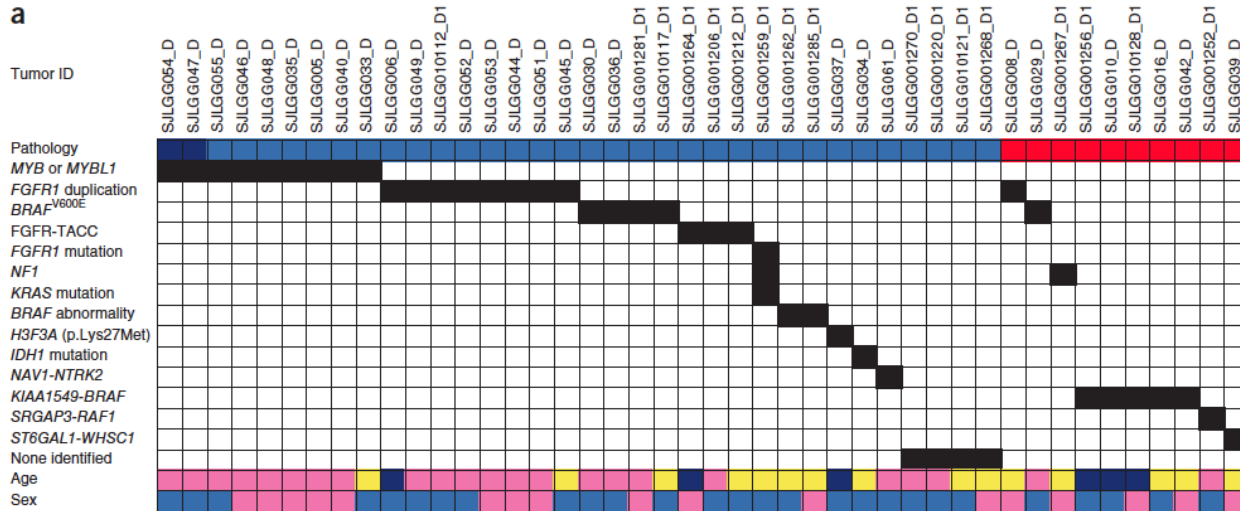 a
Tumor ID
SJLGG054_D
SJLGG047_D
SJLGG055_D
SJLGG046_D
SJLGG048_D
SJLGG035_D
SJLGG005_D
SJLGG040_D
SJLGG033_D
SJLGG006_D
SJLGG049_D
SJLGG010112_D1
SJLGG052_D
SJLGG053_D
SJLGG044_D
SJLGG051_D
SJLGG045_D
SJLGG030_D
SJLGG036_D
SJLGG001281_D1
SJLGG010117_D1
SJLGG001264_D1
SJLGG001206_D1
SJLGG001212_D1
SJLGG001259_D1
SJLGG001262_D1
SJLGG001285_D1
SJLGG037_D
SJLGG034_D
SJLGG061_D
SJLGG001270_D1
SJLGG001220_D1
SJLGG010121_D1
SJLGG001268_D1
SJLGG008_D
SJLGG029_D
SJLGG001267_D1
SJLGG001256_D1
SJLGG010_D
SJLGG010128_D1
SJLGG016_D
SJLGG042_D
SJLGG001252_D1
SJLGG039_D
Pathology
MYB or MYBL1
FGFR1 duplication
BRAF^V600E
FGFR-TACC
FGFR1 mutation
NF1
KRAS mutation
BRAF abnormality
H3F3A (p.Lys27Met)
IDH1 mutation
NAV1-NTRK2
KIAA1549-BRAF
SRGAP3-RAF1
ST6GAL1-WHSC1
None identified
Age
Sex